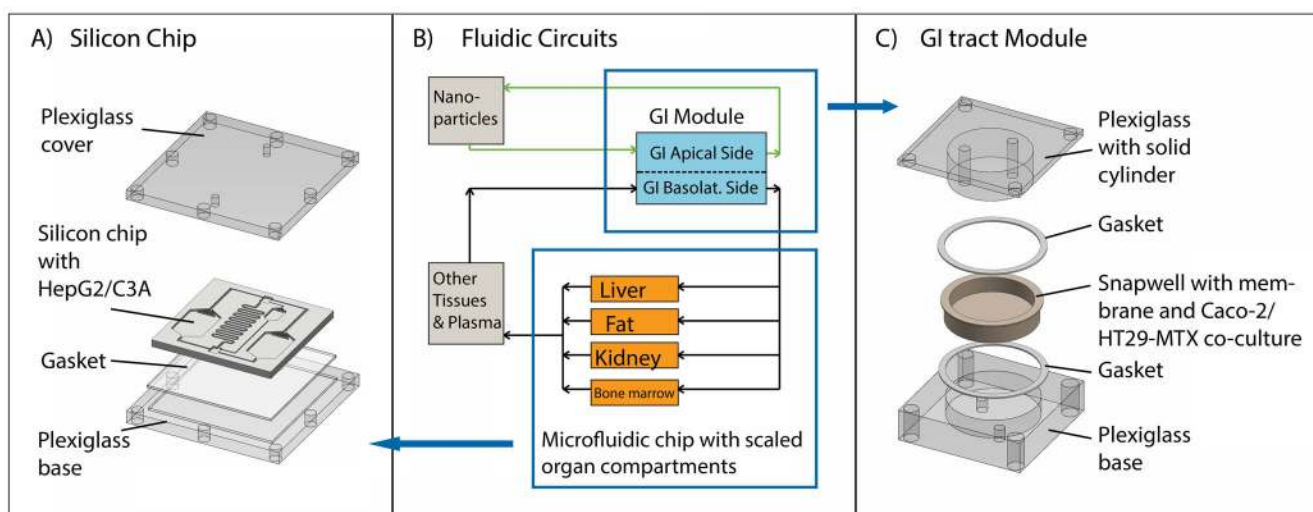 A) Silicon Chip
Plexiglass
cover
Silicon chip
with
HepG2/C3A
Gasket
Plexiglass
base
B) Fluidic Circuits
Nano-
particles
GI Module
GI Apical Side
GI Basolat. Side
Other
Tissues
& Plasma
Liver
Fat
Kidney
Bone marrow
Microfluidic chip with scaled
organ compartments
C) GI tract Module
Plexiglass
with solid
cylinder
Gasket
Snapwell with mem-
brane and Caco-2/
HT29-MTX co-culture
Gasket
Plexiglass
base